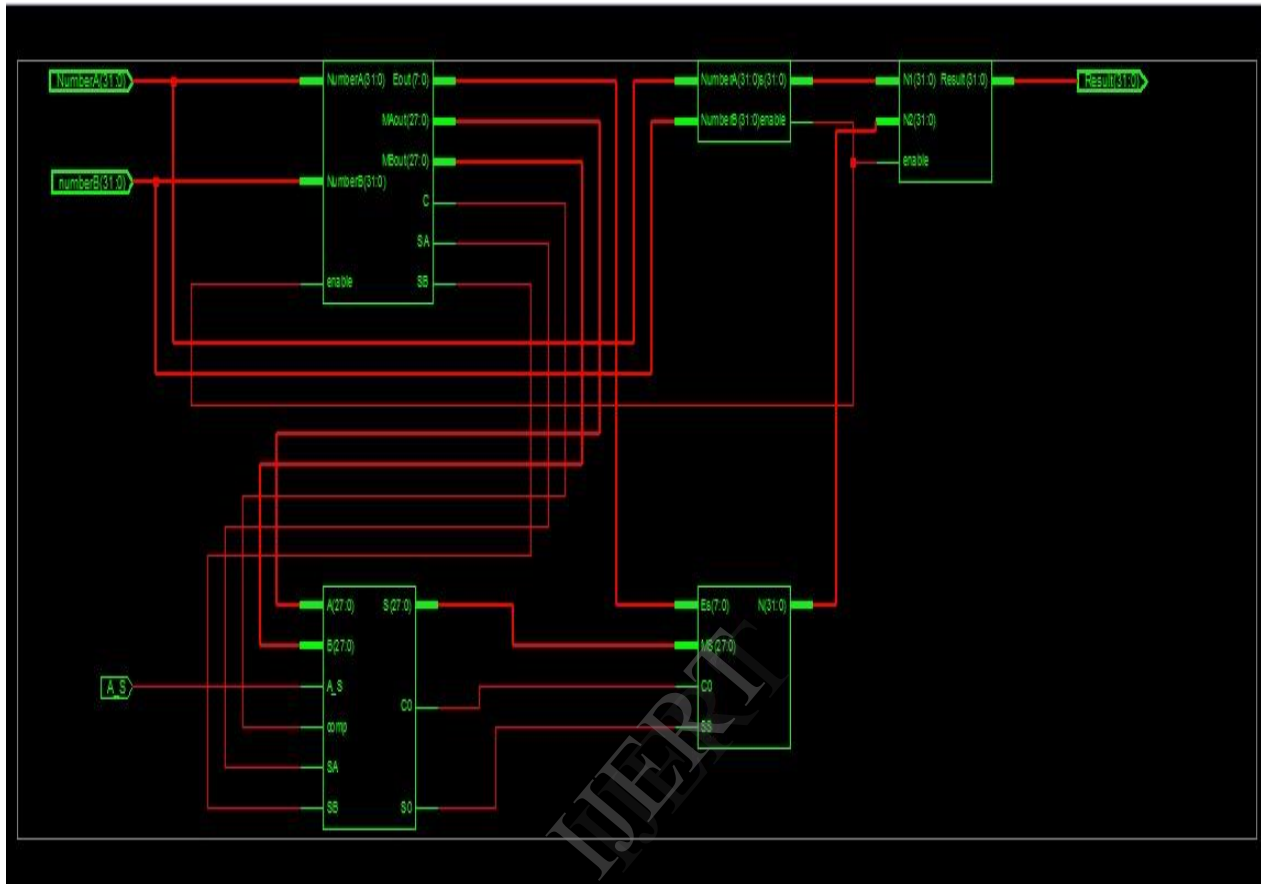 NumberA(31:0)
numberB(31:0)
A_S
NumberA(31:0) Eout(7:0)
MAout(27:0)
MBout(27:0)
NumberB(31:0)
C
SA
enable SB
NumberA(31:0)s(31:0)
NumberB(31:0)enable
N1(31:0) Result(31:0)
N2(31:0)
enable
Result(31:0)
A(27:0) S(27:0)
B(27:0)
A_S
C0
comp
SA
SB S0
Es(7:0) N(31:0)
MS(27:0)
C0
SS
IJERT